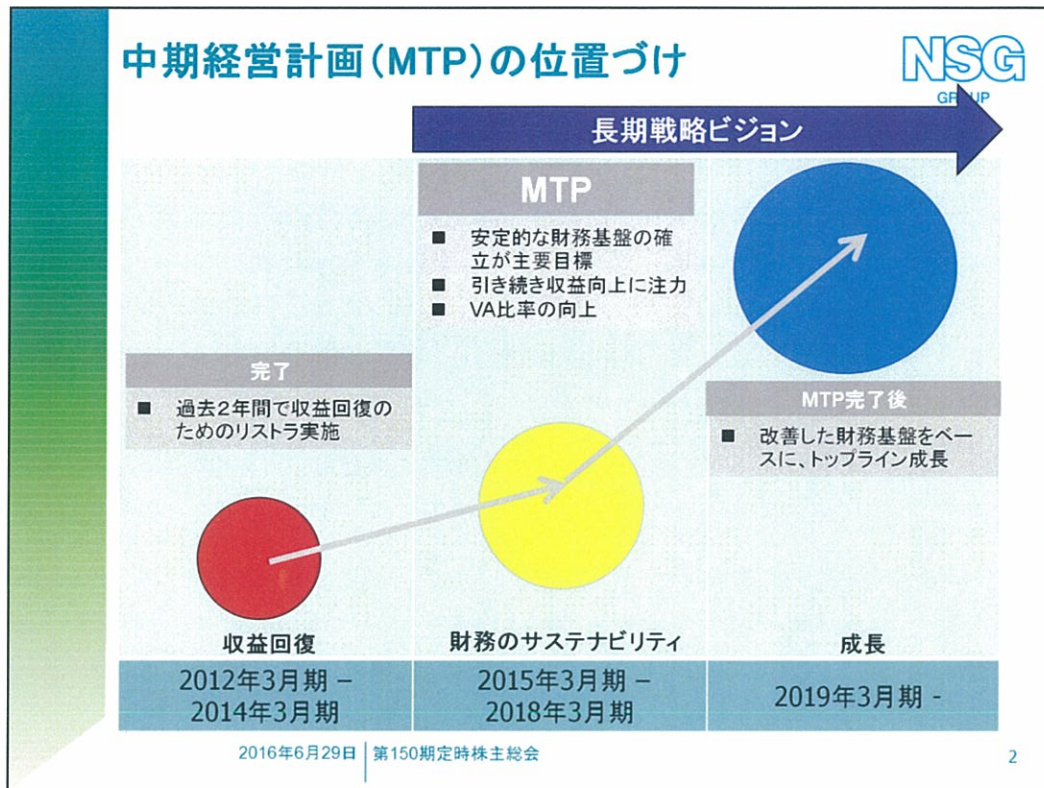 中期経営計画(MTP)の位置づけ
NSG
GROUP
長期戦略ビジョン
MTP
■ 安定的な財務基盤の確
立が主要目標
■ 引き続き収益向上に注力
■ VA比率の向上
完了
■ 過去2年間で収益回復の
ためのリストラ実施
MTP完了後
■ 改善した財務基盤をベー
スに、トップライン成長
収益回復
財務のサステナビリティ
成長
2012年3月期 –
2014年3月期
2015年3月期 –
2018年3月期
2019年3月期 -
2016年6月29日 第150期定時株主総会
2